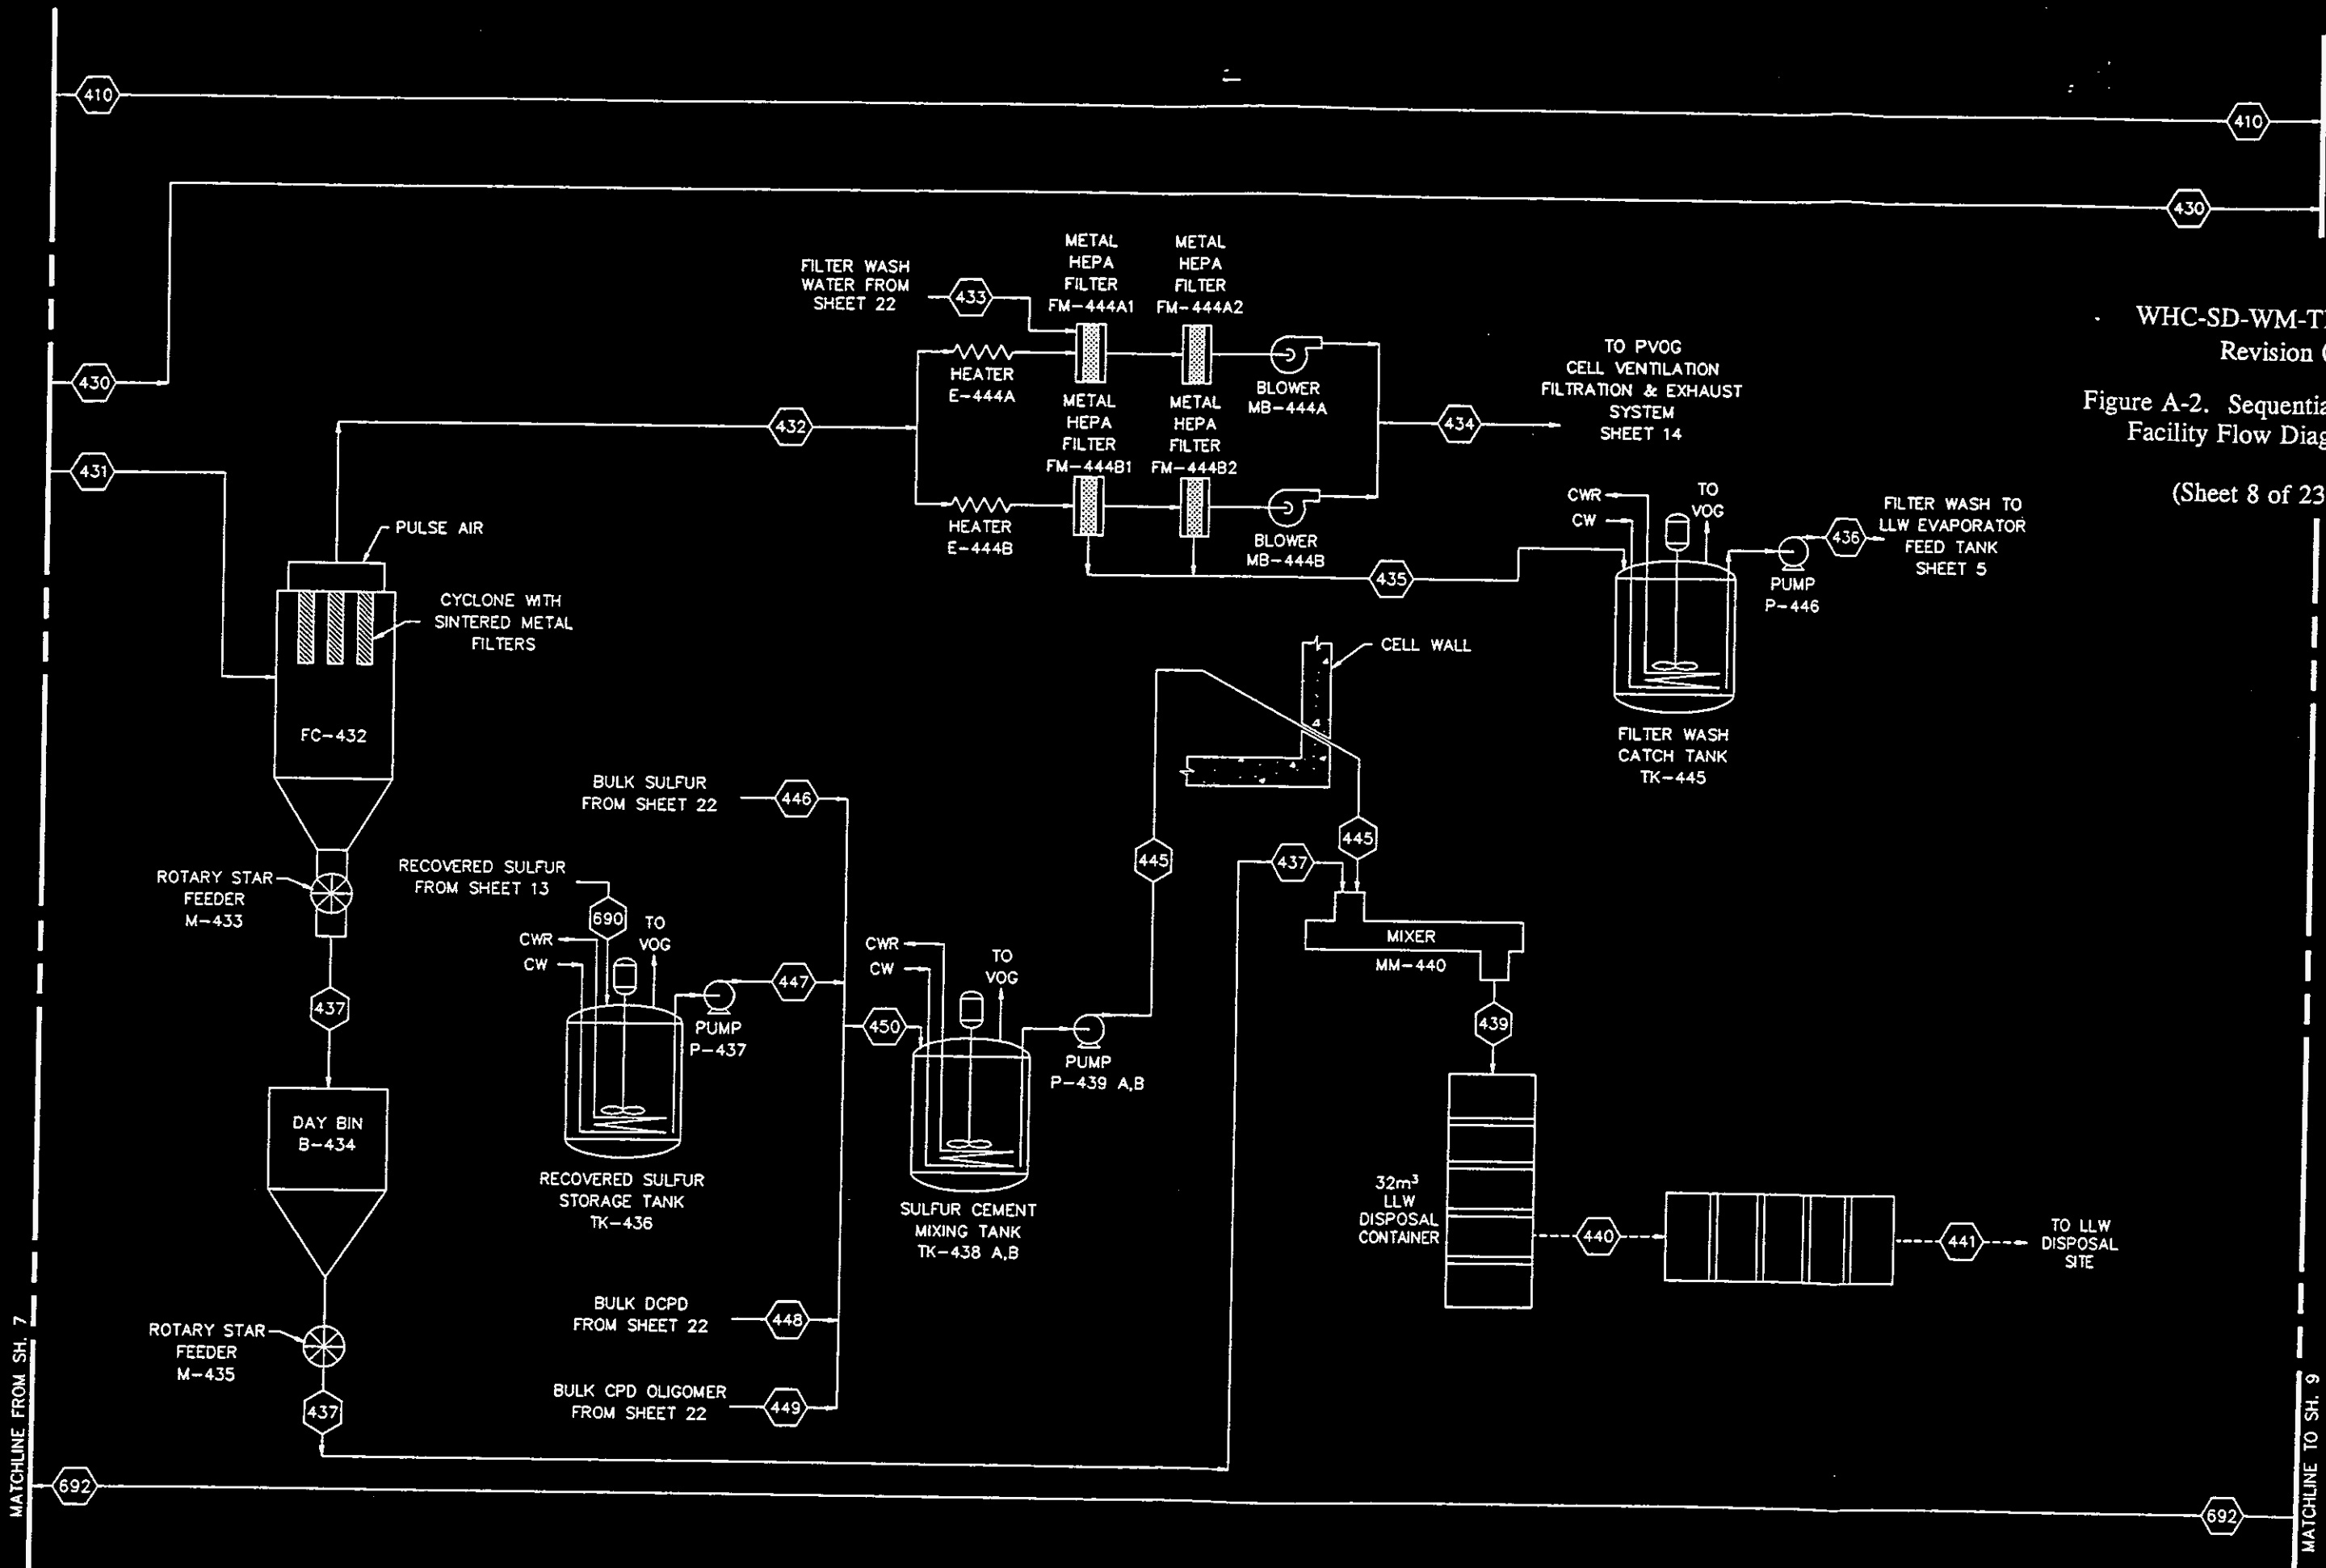 410
410
430
METAL
HEPA
FILTER
FM-444A1
METAL
HEPA
FILTER
FM-444A2
FILTER WASH
WATER FROM
SHEET 22
433
WHC-SD-WM-T
Revision
Figure A-2. Sequentia
Facility Flow Diag
(Sheet 8 of 23
430
HEATER
E-444A
BLOWER
MB-444A
TO PVOG
CELL VENTILATION
FILTRATION & EXHAUST
SYSTEM
SHEET 14
432
434
METAL
HEPA
FILTER
FM-444B1
METAL
HEPA
FILTER
FM-444B2
431
HEATER
E-444B
BLOWER
MB-444B
CWR
CW
TO
VOG
436
FILTER WASH TO
LLW EVAPORATOR
FEED TANK
SHEET 5
PULSE AIR
435
PUMP
P-446
CYCLONE WITH
SINTERED METAL
FILTERS
CELL WALL
FC-432
FILTER WASH
CATCH TANK
TK-445
BULK SULFUR
FROM SHEET 22
446
445
445
437
ROTARY STAR
FEEDER
M-433
RECOVERED SULFUR
FROM SHEET 13
690
CWR
CW
TO
VOG
447
PUMP
P-437
CWR
CW
TO
VOG
MIXER
MM-440
437
450
PUMP
P-439 A,B
439
DAY BIN
B-434
RECOVERED SULFUR
STORAGE TANK
TK-436
SULFUR CEMENT
MIXING TANK
TK-438 A,B
32m³
LLW
DISPOSAL
CONTAINER
440
441
TO LLW
DISPOSAL
SITE
BULK DCPD
FROM SHEET 22
448
ROTARY STAR
FEEDER
M-435
BULK CPD OLIGOMER
FROM SHEET 22
449
437
692
692
MATCHLINE FROM SH. 7
MATCHLINE TO SH. 9